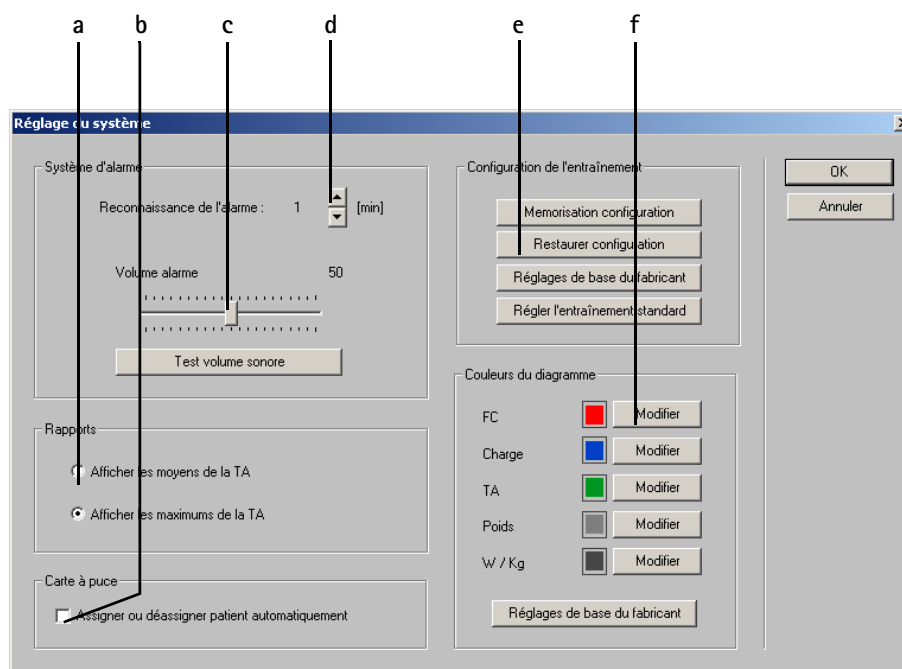 a b c d e f
Réglage du système
Système d'alarme
Reconnaissance de l'alarme : 1 [min]
Volume alarme 50
Test volume sonore
Rapports
Afficher les moyens de la TA
Afficher les maximums de la TA
Carte à puce
Assigner ou déassigner patient automatiquement
Configuration de l'entraînement
Memorisation configuration
Restaurer configuration
Réglages de base du fabricant
Régler l'entraînement standard
Couleurs du diagramme
FC Modifier
Charge Modifier
TA Modifier
Poids Modifier
W / Kg Modifier
Réglages de base du fabricant
OK
Annuler